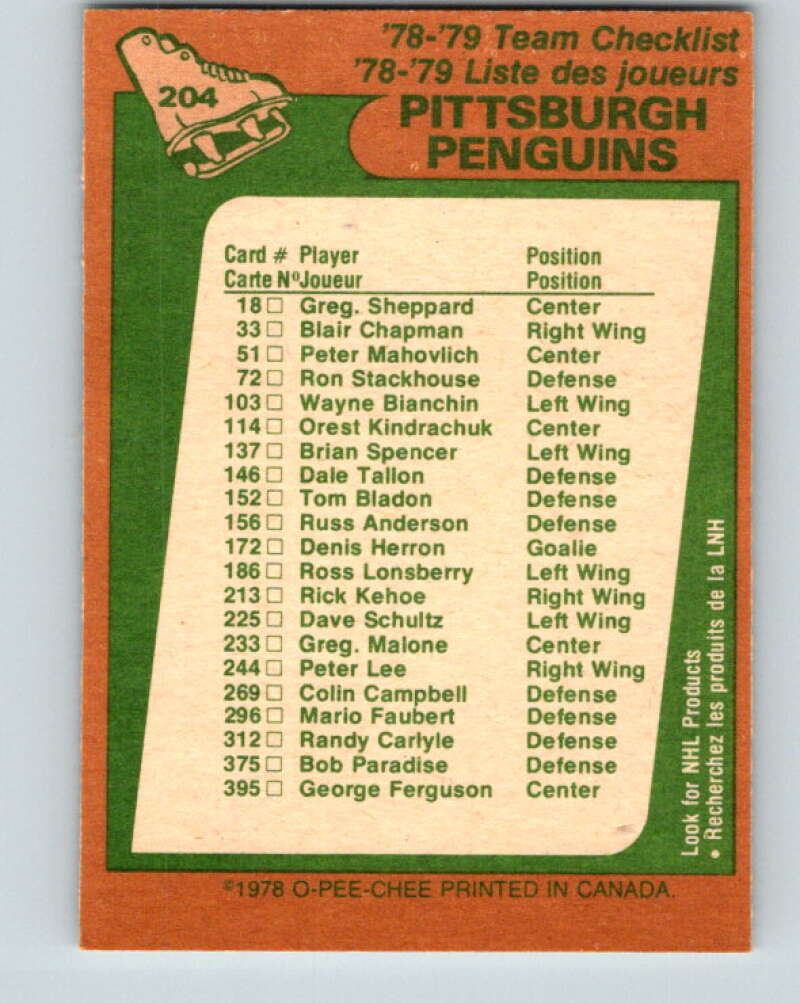 204
'78-'79 Team Checklist
'78-'79 Liste des joueurs
PITTSBURGH
PENGUINS
Card # Player Position
Carte Nº Joueur Position
18 □ Greg. Sheppard Center
33 □ Blair Chapman Right Wing
51 □ Peter Mahovlich Center
72 □ Ron Stackhouse Defense
103 □ Wayne Bianchin Left Wing
114 □ Orest Kindrachuk Center
137 □ Brian Spencer Left Wing
146 □ Dale Tallon Defense
152 □ Tom Bladon Defense
156 □ Russ Anderson Defense
172 □ Denis Herron Goalie
186 □ Ross Lonsberry Left Wing
213 □ Rick Kehoe Right Wing
225 □ Dave Schultz Left Wing
233 □ Greg. Malone Center
244 □ Peter Lee Right Wing
269 □ Colin Campbell Defense
296 □ Mario Faubert Defense
312 □ Randy Carlyle Defense
375 □ Bob Paradise Defense
395 □ George Ferguson Center
Look for NHL Products
• Recherchez les produits de la LNH
©1978 O-PEE-CHEE PRINTED IN CANADA.